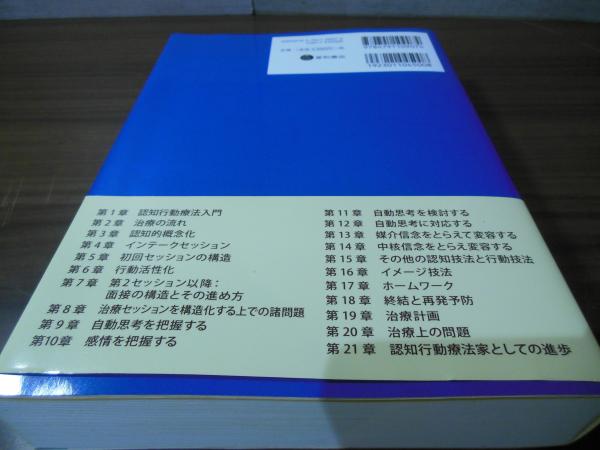 星和書店
第1章 認知行動療法入門
第2章 治療の流れ
第3章 認知的概念化
第4章 インテークセッション
第5章 初回セッションの構造
第6章 行動活性化
第7章 第2セッション以降：
面接の構造とその進め方
第8章 治療セッションを構造化する上での諸問題
第9章 自動思考を把握する
第10章 感情を把握する
第11章 自動思考を検討する
第12章 自動思考に対応する
第13章 媒介信念をとらえて変容する
第14章 中核信念をとらえ変容する
第15章 その他の認知技法と行動技法
第16章 イメージ技法
第17章 ホームワーク
第18章 終結と再発予防
第19章 治療計画
第20章 治療上の問題
第21章 認知行動療法家としての進歩